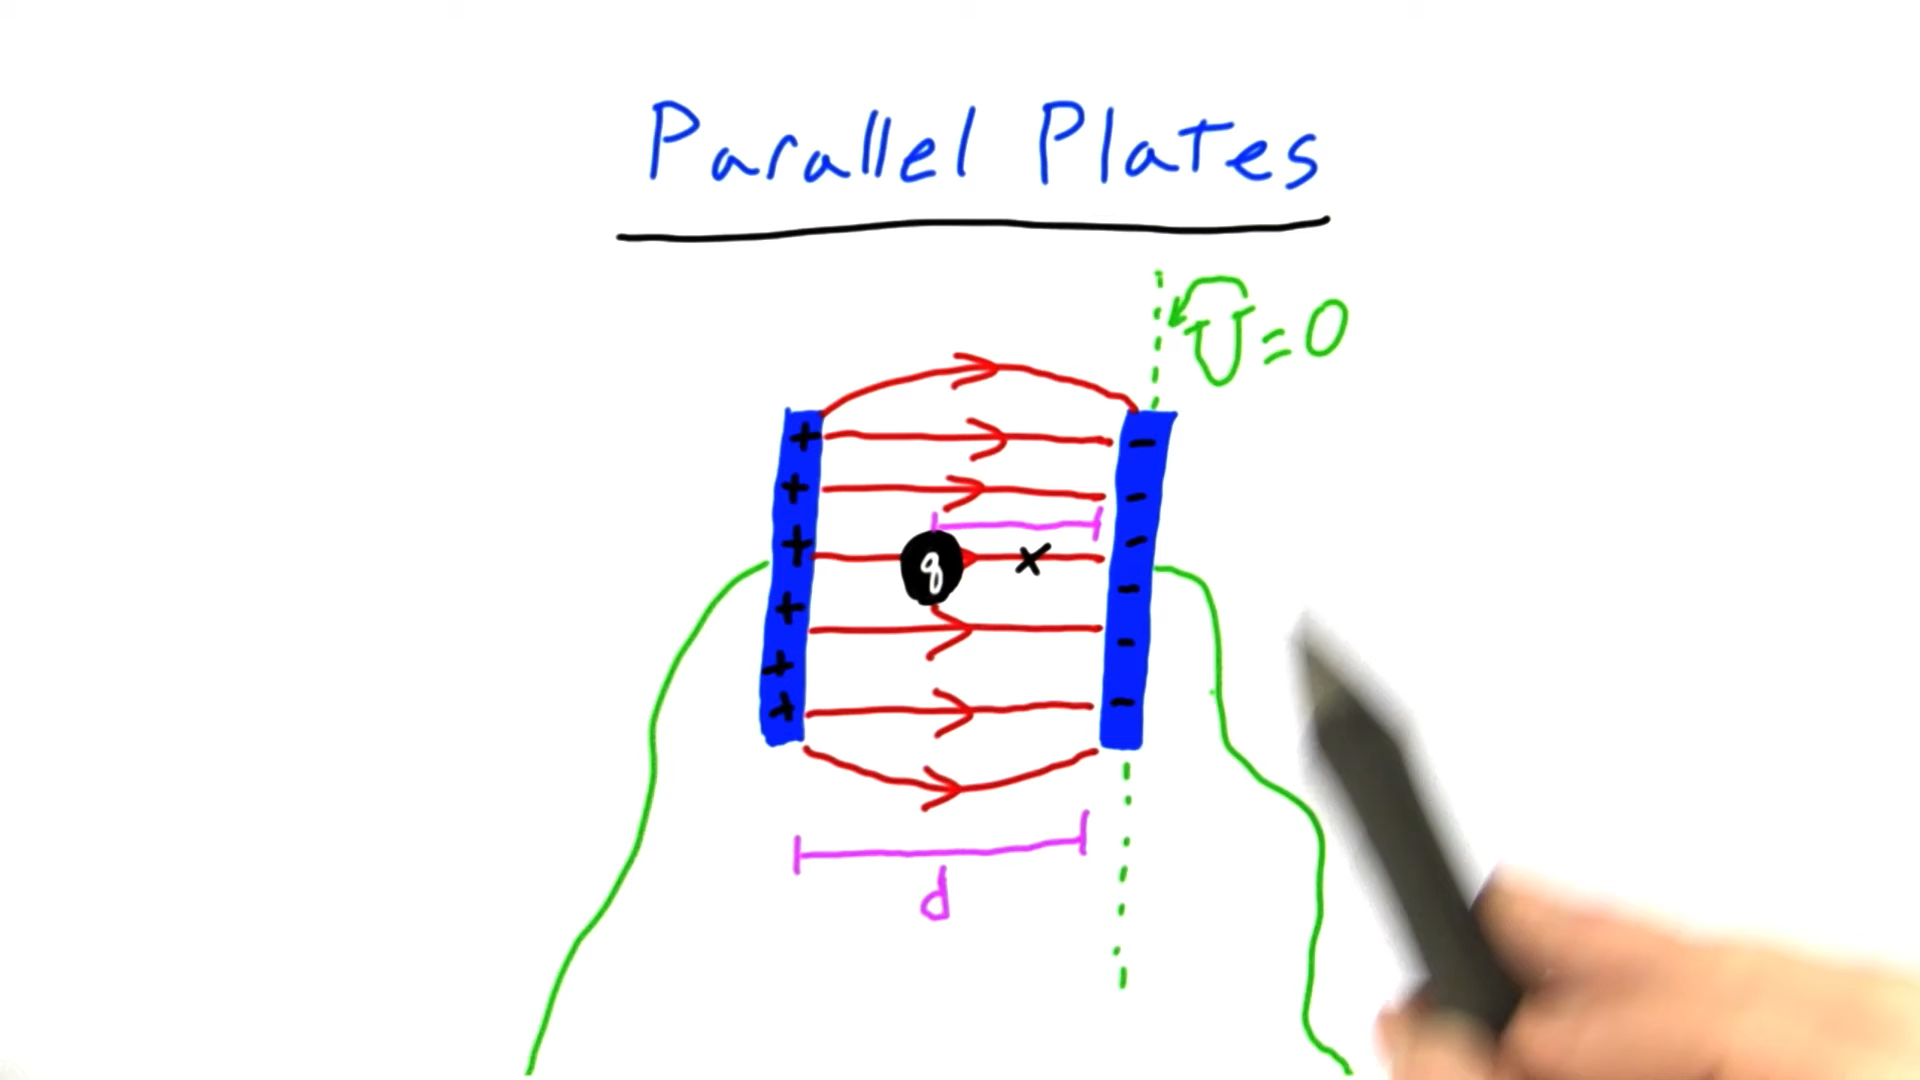 Parallel Plates
U=0
+ -
+ -
+ -
q x
+ -
+ -
+ -
d